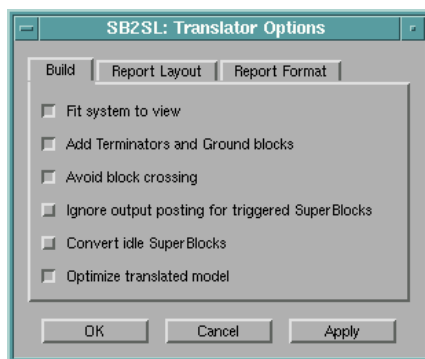 SB2SL: Translator Options
Build Report Layout Report Format
Fit system to view
Add Terminators and Ground blocks
Avoid block crossing
Ignore output posting for triggered SuperBlocks
Convert idle SuperBlocks
Optimize translated model
OK Cancel Apply